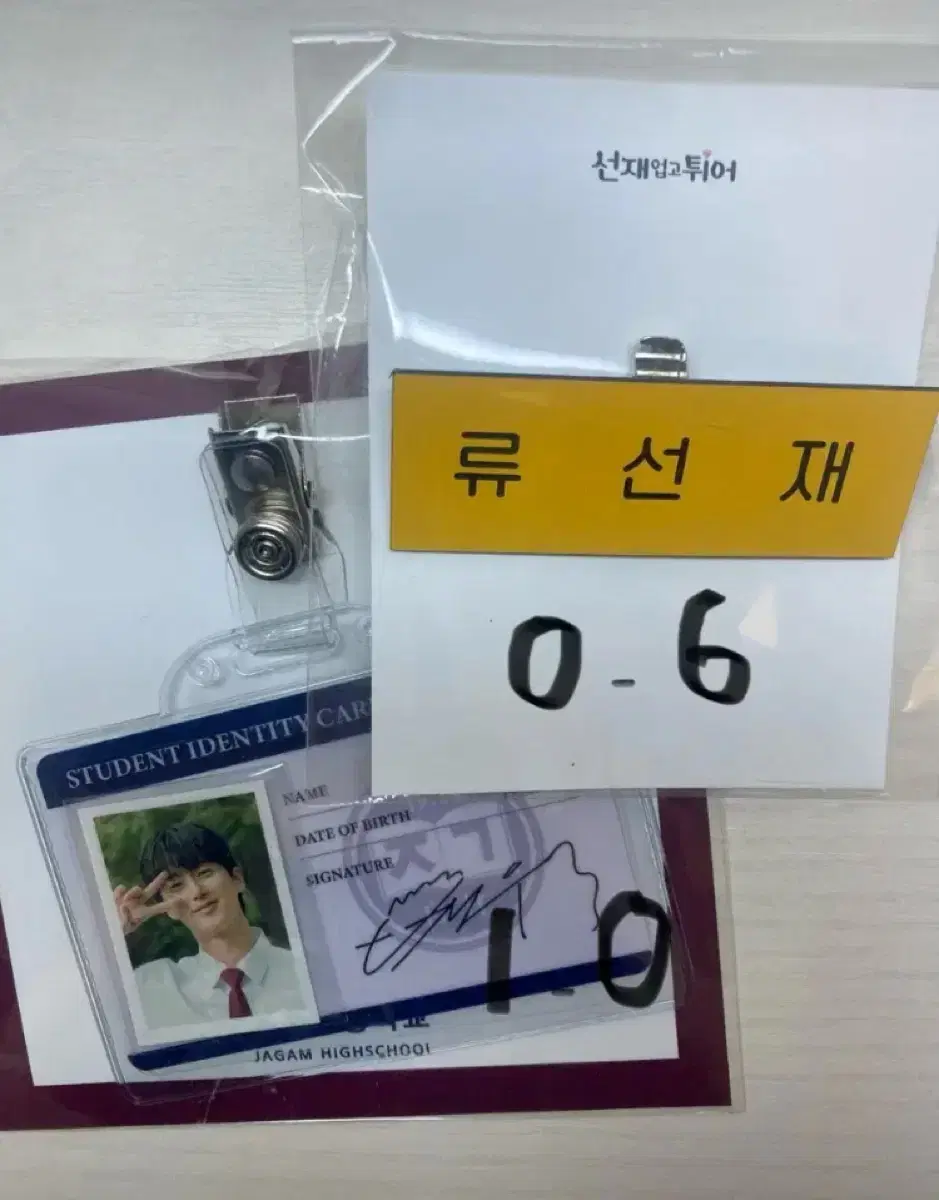 선재업고튀어
류 선 재
0-6
STUDENT IDENTITY CAR
NAME
DATE OF BIRTH
SIGNATURE
1-0
JAGAM HIGHSCHOOL